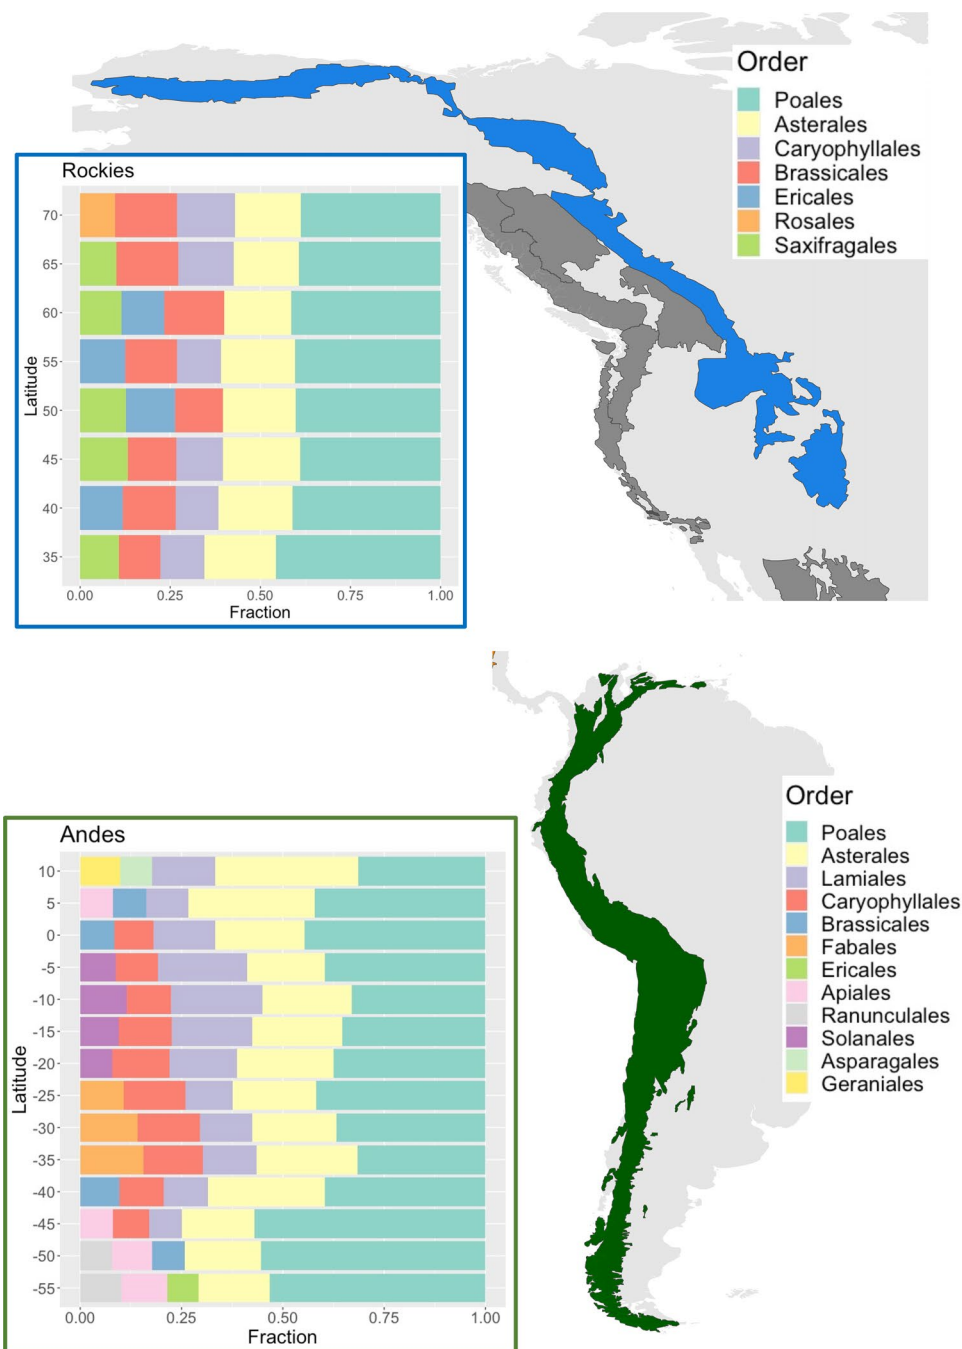 Order
Poales
Asterales
Caryophyllales
Brassicales
Ericales
Rosales
Saxifragales
Rockies
Latitude
70
65
60
55
50
45
40
35
0.00 0.25 0.50 0.75 1.00
Fraction
Order
Poales
Asterales
Lamiales
Caryophyllales
Brassicales
Fabales
Ericales
Apiales
Ranunculales
Solanales
Asparagales
Geraniales
Andes
Latitude
10
5
0
-5
-10
-15
-20
-25
-30
-35
-40
-45
-50
-55
0.00 0.25 0.50 0.75 1.00
Fraction